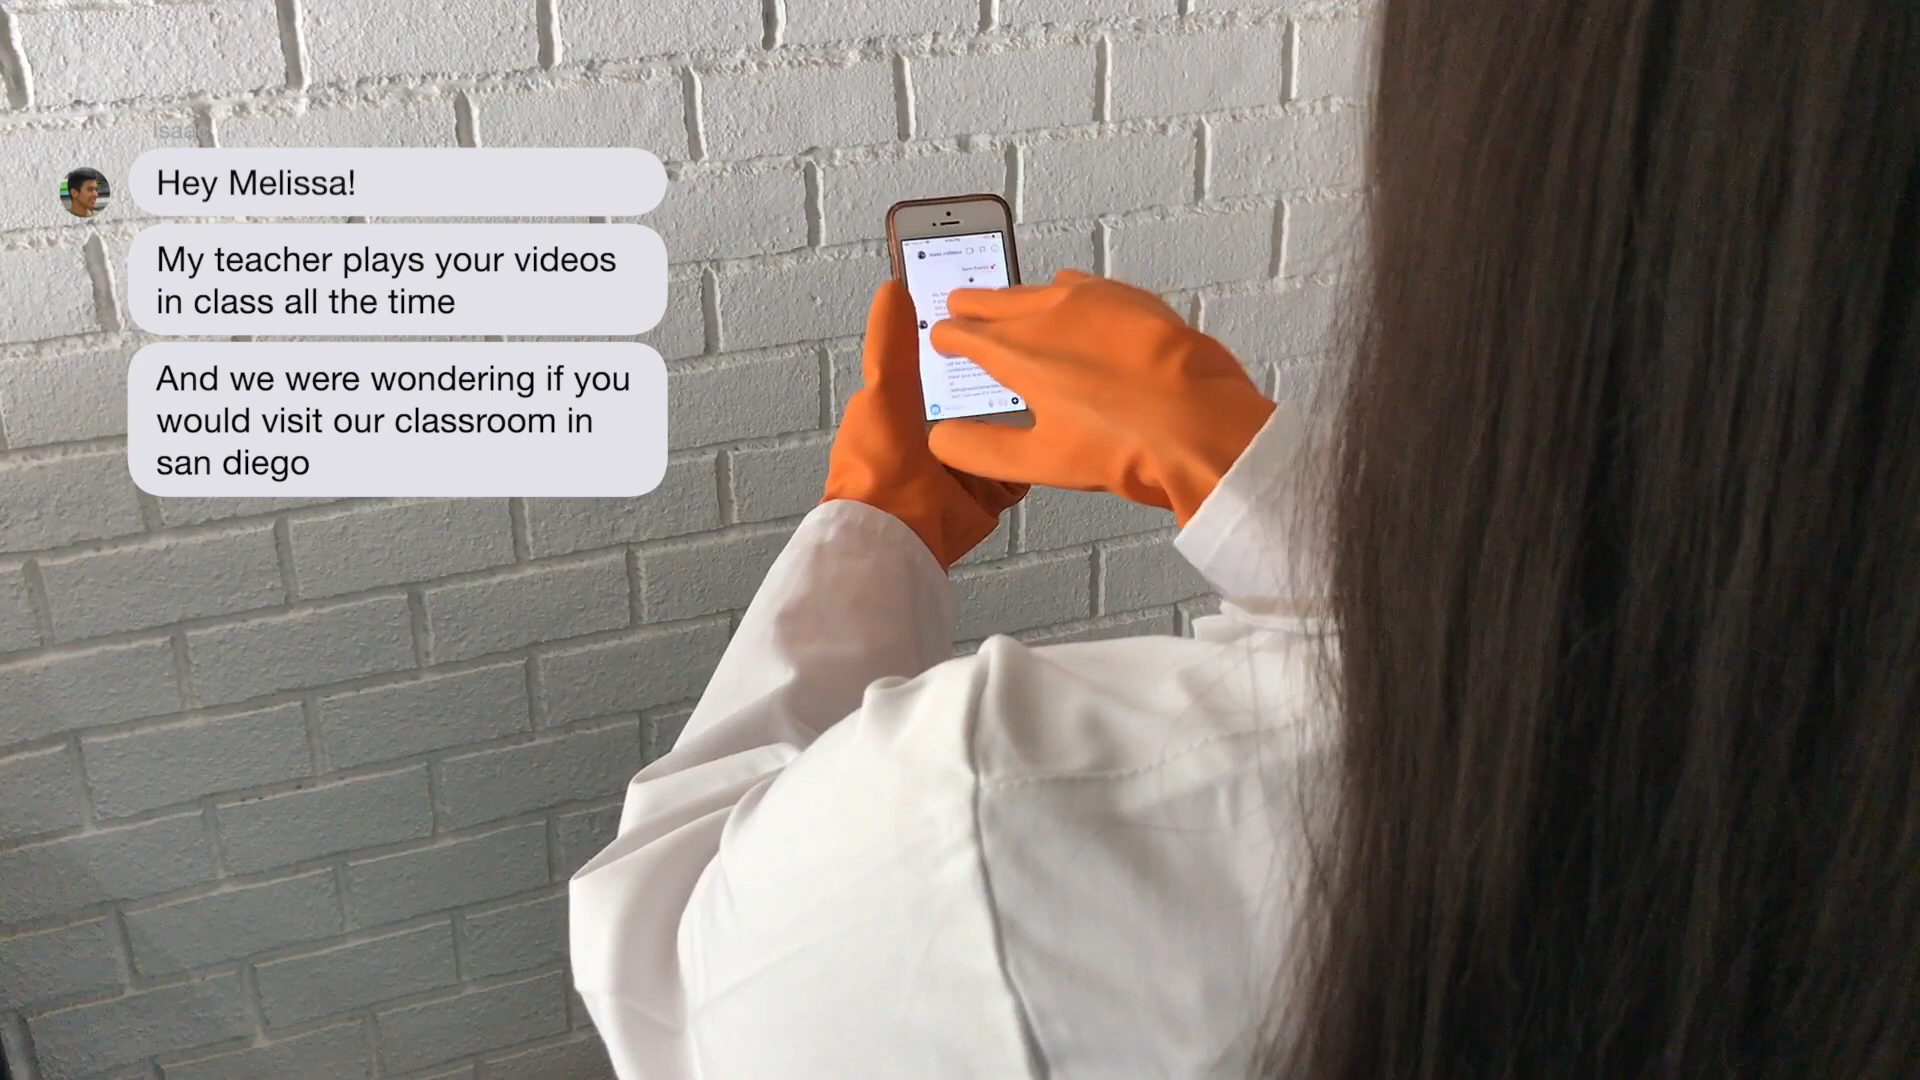 Isaac
Hey Melissa!
My teacher plays your videos
in class all the time
And we were wondering if you
would visit our classroom in
san diego